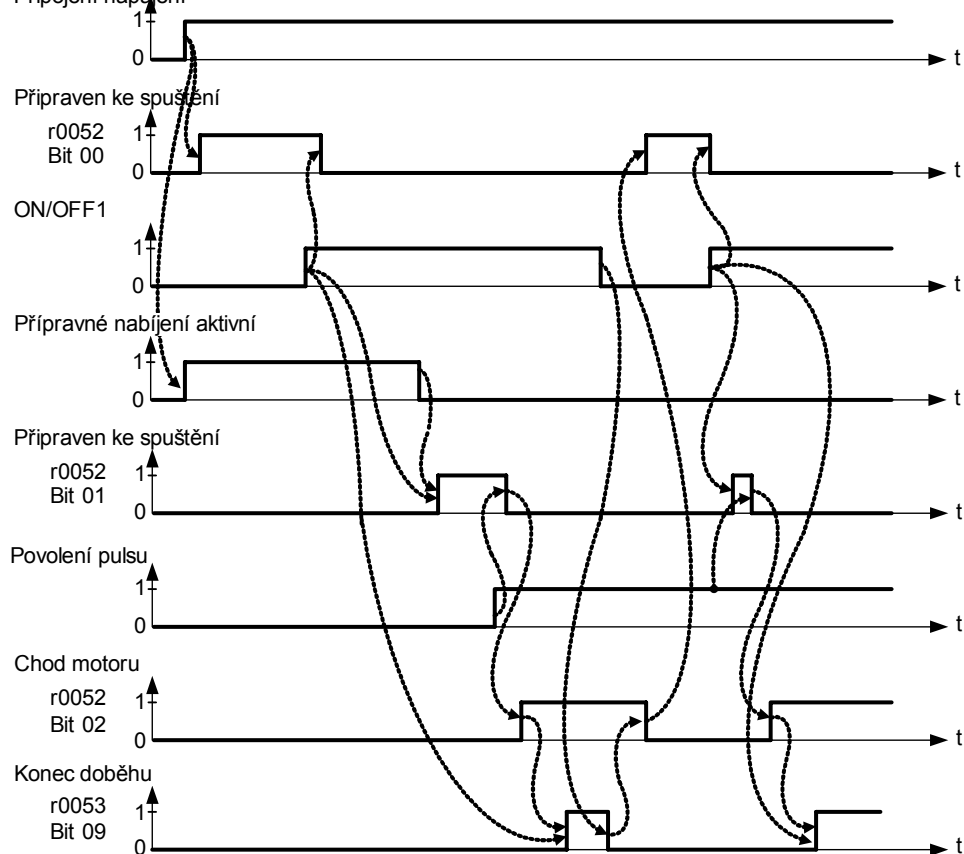 Připojení napájení
1
0
t
Připraven ke spuštění
r0052
Bit 00
1
0
t
ON/OFF1
1
0
t
Přípravné nabíjení aktivní
1
0
t
Připraven ke spuštění
r0052
Bit 01
1
0
t
Povolení pulsu
1
0
t
Chod motoru
r0052
Bit 02
1
0
t
Konec doběhu
r0053
Bit 09
1
0
t